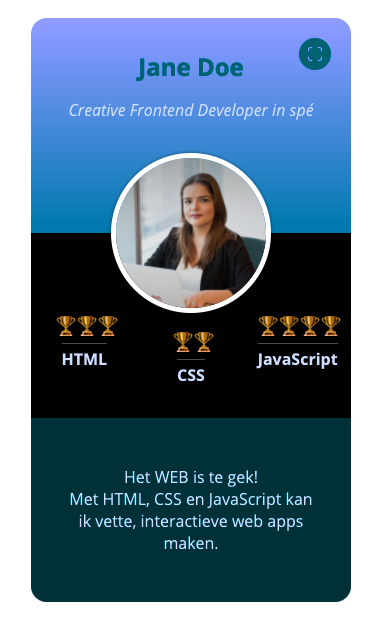 Jane Doe
Creative Frontend Developer in spé
HTML
CSS
JavaScript
Het WEB is te gek!
Met HTML, CSS en JavaScript kan
ik vette, interactieve web apps
maken.